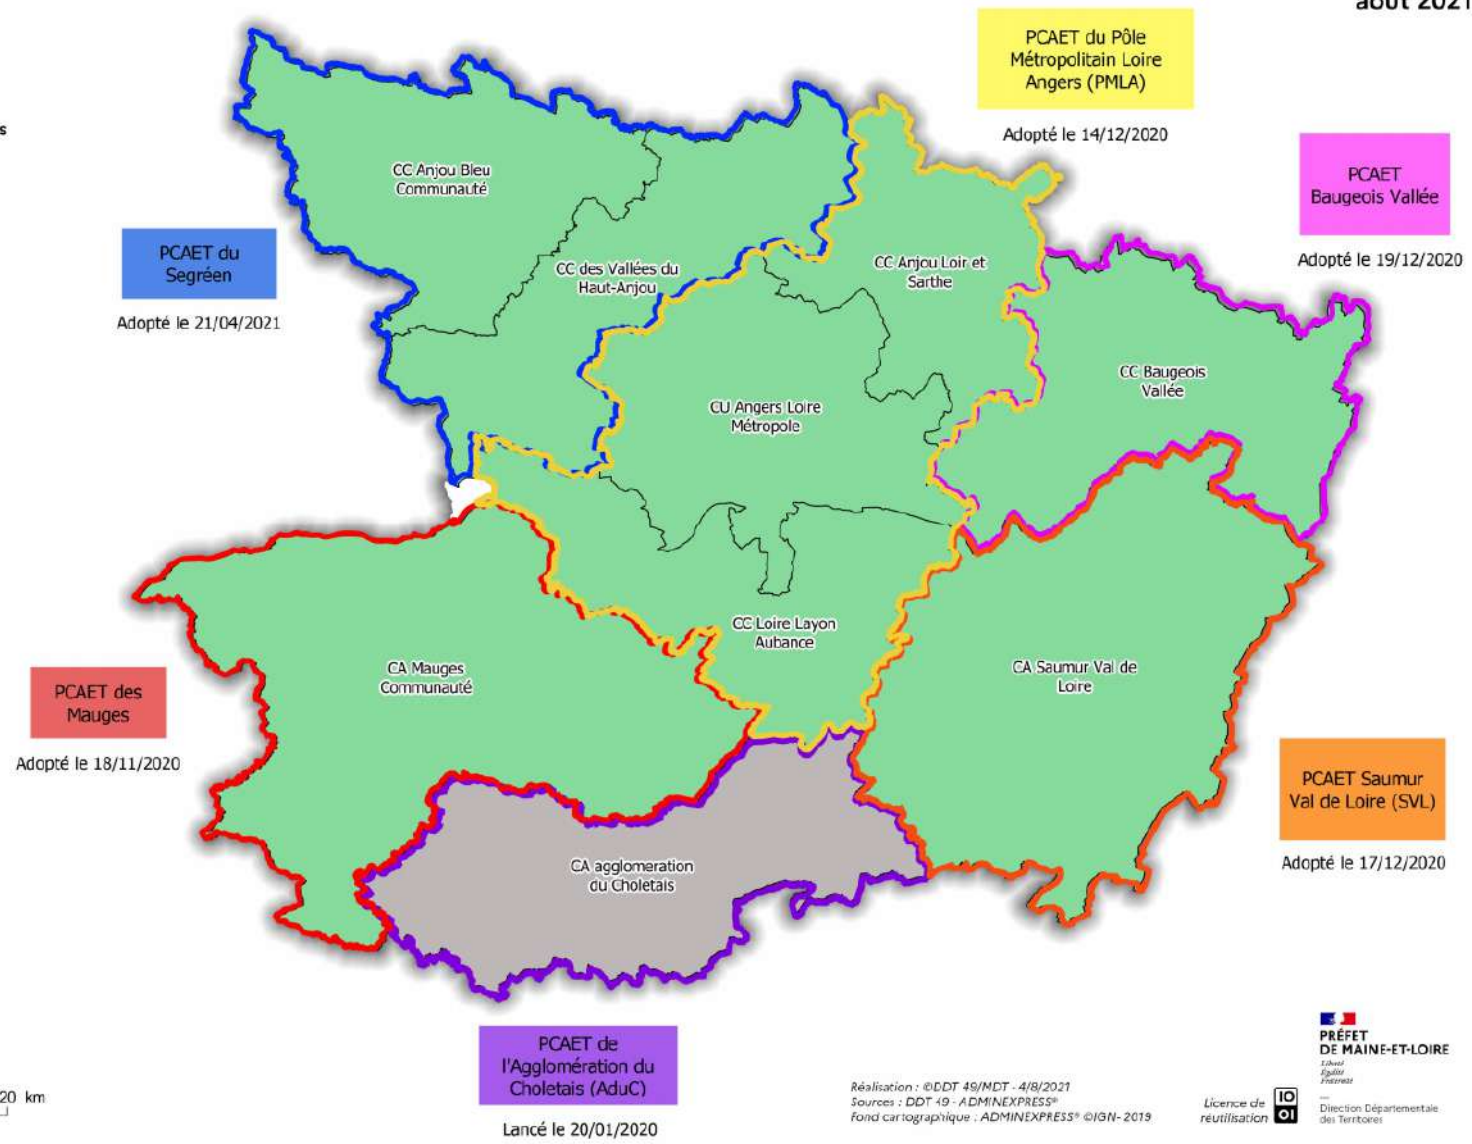 août 2021
PCAET du Pôle
Métropolitain Loire
Angers (PMLA)
Adopté le 14/12/2020
s
PCAET
Baugeois Vallée
Adopté le 19/12/2020
CC Anjou Bleu
Communauté
PCAET du
Segréen
Adopté le 21/04/2021
CC des Vallées du
Haut-Anjou
CC Anjou Loir et
Sarthe
CC Baugeois
Vallée
CU Angers Loire
Métropole
CC Loire Layon
Aubance
CA Mauges
Communauté
CA Saumur Val de
Loire
PCAET des
Mauges
Adopté le 18/11/2020
PCAET Saumur
Val de Loire (SVL)
Adopté le 17/12/2020
CA agglomeration
du Choletais
PCAET de
l'Agglomération du
Choletais (AduC)
Lancé le 20/01/2020
20 km
Réalisation : ©DDT 49/MDT - 4/8/2021
Sources : DDT 49 - ADMINEXPRESS®
Fond cartographique : ADMINEXPRESS® ©IGN- 2019
Licence de
réutilisation
IO
OI
PRÉFET
DE MAINE-ET-LOIRE
Liberté
Égalité
Fraternité
Direction Départementale
des Territoires